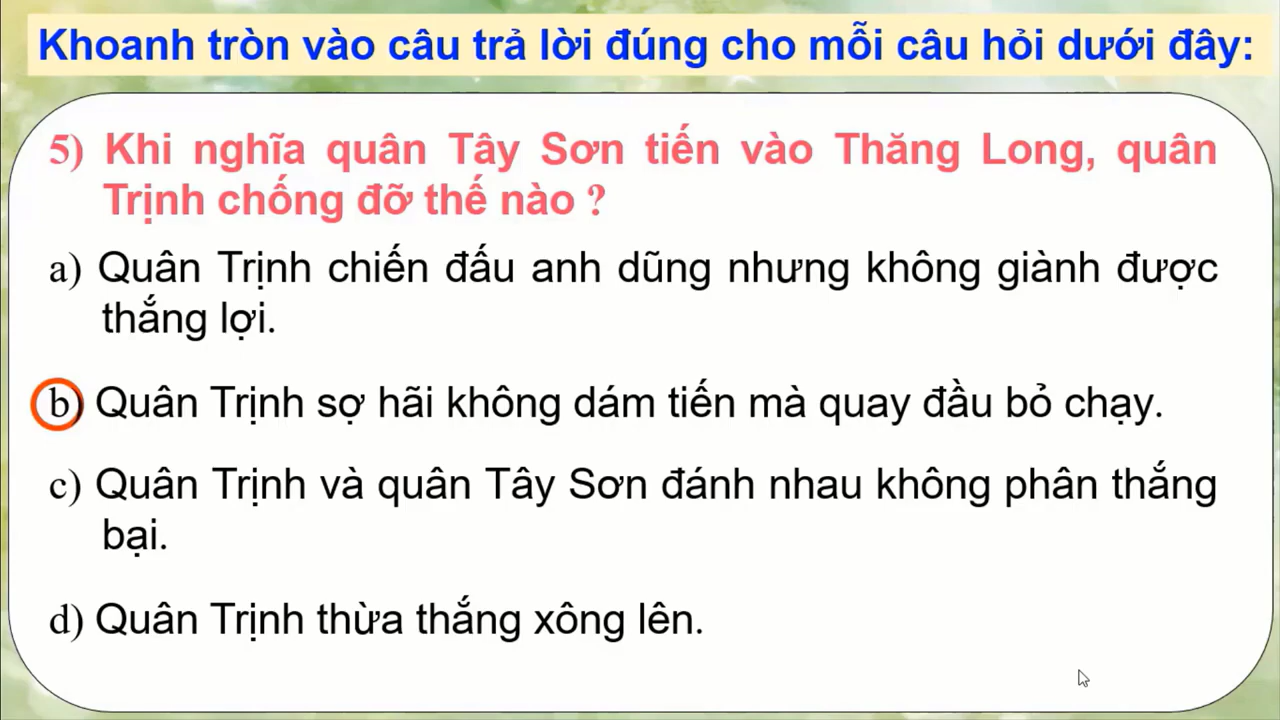 Khoanh tròn vào câu trả lời đúng cho mỗi câu hỏi dưới đây:
5) Khi nghĩa quân Tây Sơn tiến vào Thăng Long, quân
Trịnh chống đỡ thế nào ?
a) Quân Trịnh chiến đấu anh dũng nhưng không giành được
thắng lợi.
b) Quân Trịnh sợ hãi không dám tiến mà quay đầu bỏ chạy.
c) Quân Trịnh và quân Tây Sơn đánh nhau không phân thắng
bại.
d) Quân Trịnh thừa thắng xông lên.